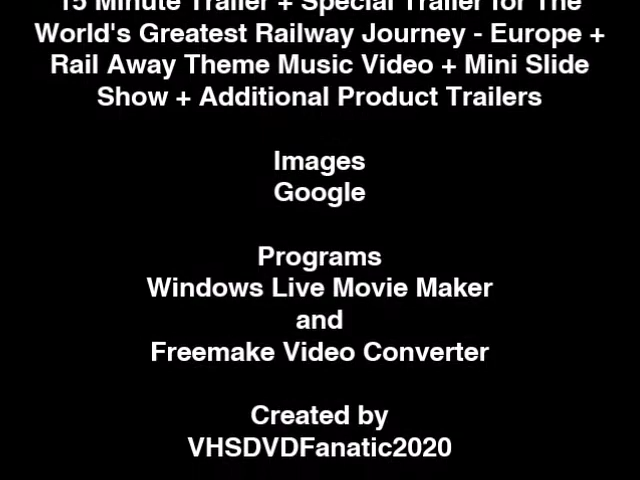 15 Minute Trailer + Special Trailer for The
World's Greatest Railway Journey - Europe +
Rail Away Theme Music Video + Mini Slide
Show + Additional Product Trailers
Images
Google
Programs
Windows Live Movie Maker
and
Freemake Video Converter
Created by
VHSDVDFanatic2020